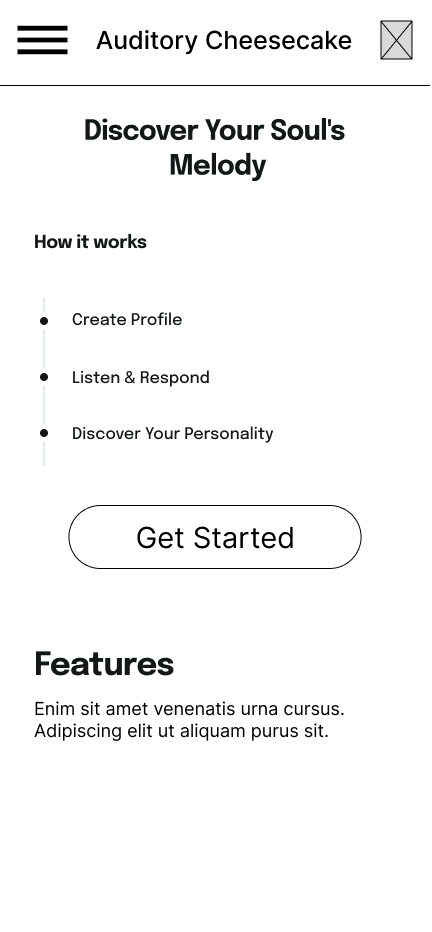 Auditory Cheesecake
Discover Your Soul's
Melody
How it works
Create Profile
Listen & Respond
Discover Your Personality
Get Started
Features
Enim sit amet venenatis urna cursus.
Adipiscing elit ut aliquam purus sit.